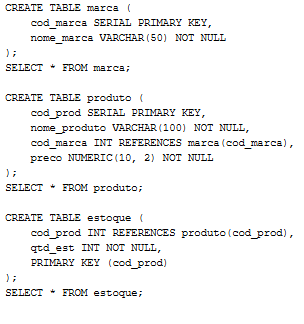 CREATE TABLE marca (
    cod_marca SERIAL PRIMARY KEY,
    nome_marca VARCHAR(50) NOT NULL
);
SELECT * FROM marca;

CREATE TABLE produto (
    cod_prod SERIAL PRIMARY KEY,
    nome_produto VARCHAR(100) NOT NULL,
    cod_marca INT REFERENCES marca(cod_marca),
    preco NUMERIC(10, 2) NOT NULL
);
SELECT * FROM produto;

CREATE TABLE estoque (
    cod_prod INT REFERENCES produto(cod_prod),
    qtd_est INT NOT NULL,
    PRIMARY KEY (cod_prod)
);
SELECT * FROM estoque;